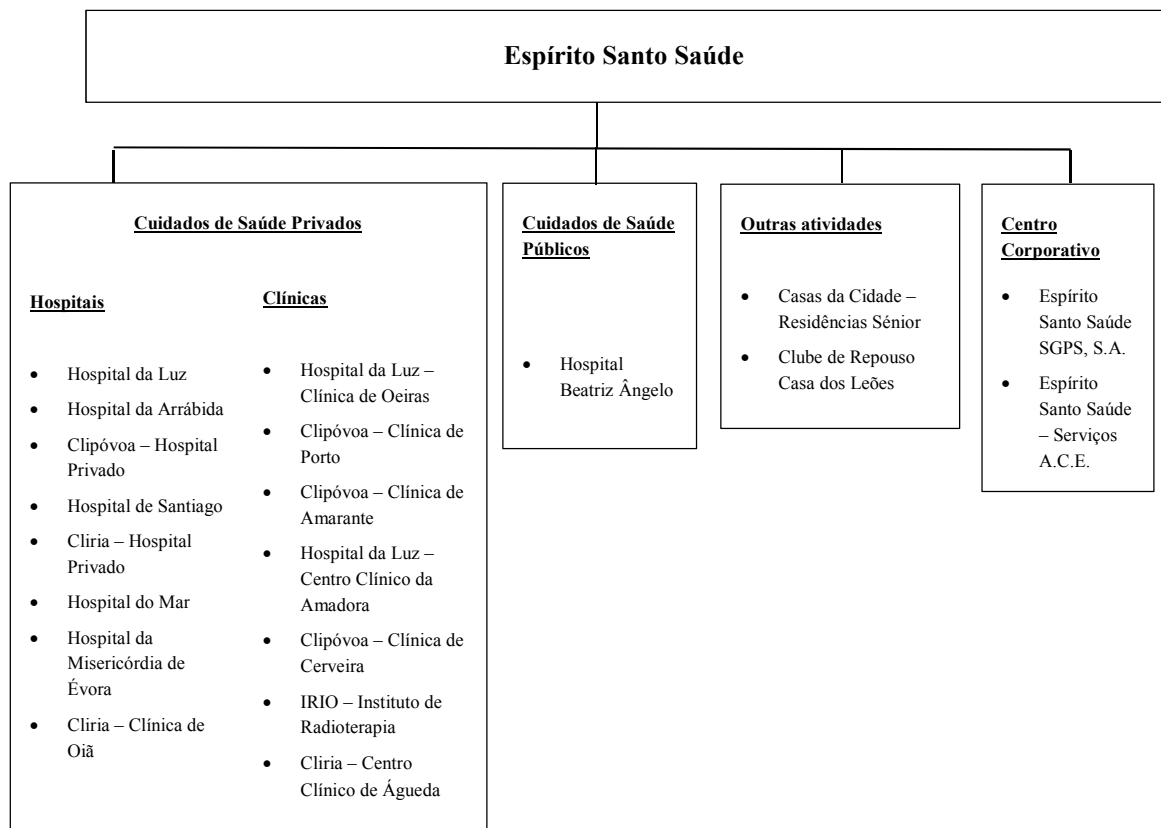 Espírito Santo Saúde
Cuidados de Saúde Privados
Hospitais
• Hospital da Luz
• Hospital da Arrábida
• Clipóvoa – Hospital
Privado
• Hospital de Santiago
• Cliria – Hospital
Privado
• Hospital do Mar
• Hospital da
Misericórdia de
Évora
• Cliria – Clínica de
Oiã
Clínicas
• Hospital da Luz –
Clínica de Oeiras
• Clipóvoa – Clínica de
Porto
• Clipóvoa – Clínica de
Amarante
• Hospital da Luz –
Centro Clínico da
Amadora
• Clipóvoa – Clínica de
Cerveira
• IRIO – Instituto de
Radioterapia
• Cliria – Centro
Clínico de Águeda
Cuidados de Saúde
Públicos
• Hospital
Beatriz Ângelo
Outras atividades
• Casas da Cidade –
Residências Sénior
• Clube de Repouso
Casa dos Leões
Centro
Corporativo
• Espírito
Santo Saúde
SGPS, S.A.
• Espírito
Santo Saúde
– Serviços
A.C.E.